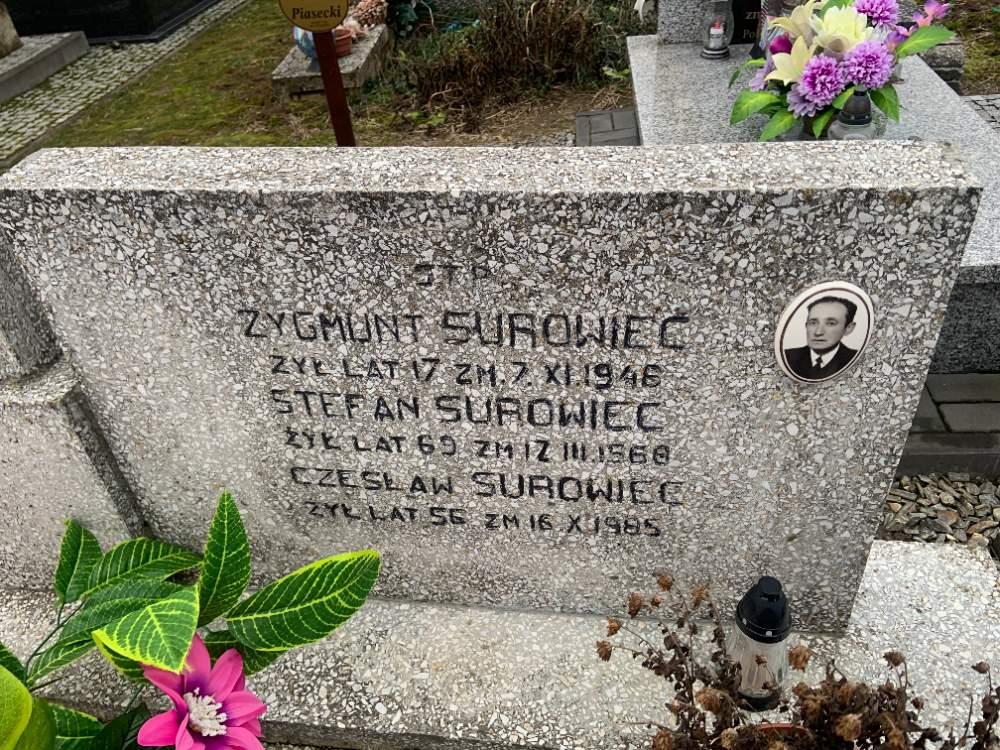 Piasecki
Ś.T.P.
ZYGMUNT SUROWIEC
ŻYŁ LAT 17 ZM. 7. XI. 1946
STEFAN SUROWIEC
ŻYŁ LAT 69 ZM 12 III. 1968
CZESŁAW SUROWIEC
ŻYŁ LAT 56 ZM 16 X. 1985